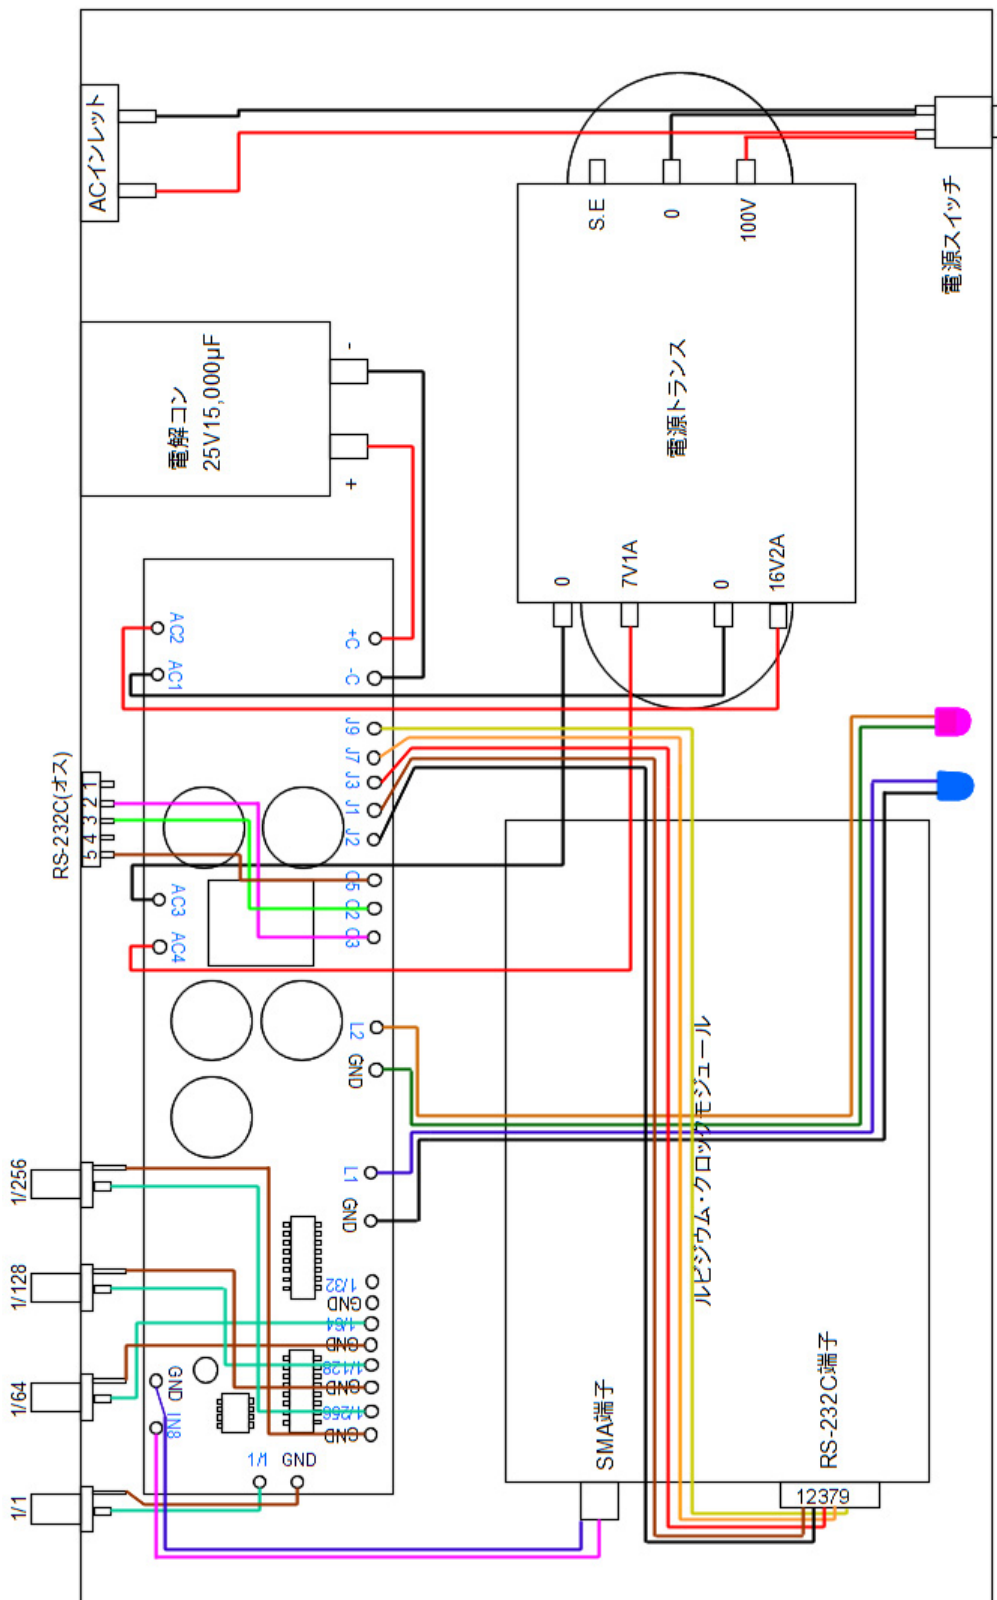 ACインレット
電源スイッチ
S.E
0
100V
電源トランス
0
7V1A
0
16V2A
電解コン
25V15,000μF
-
+
AC2
AC1
+C
-C
J9
J7
J3
J1
J2
RS-232C(オス)
1
2
3
4
5
AC3
AC4
C5
C2
C3
L2
GND
L1
GND
1/32
GND
1/64
GND
1/128
GND
1/256
GND
GND
IN8
1/1
GND
1/256
1/128
1/64
1/1
ルビジウム・クロックモジュール
SMA端子
RS-232C端子
12379